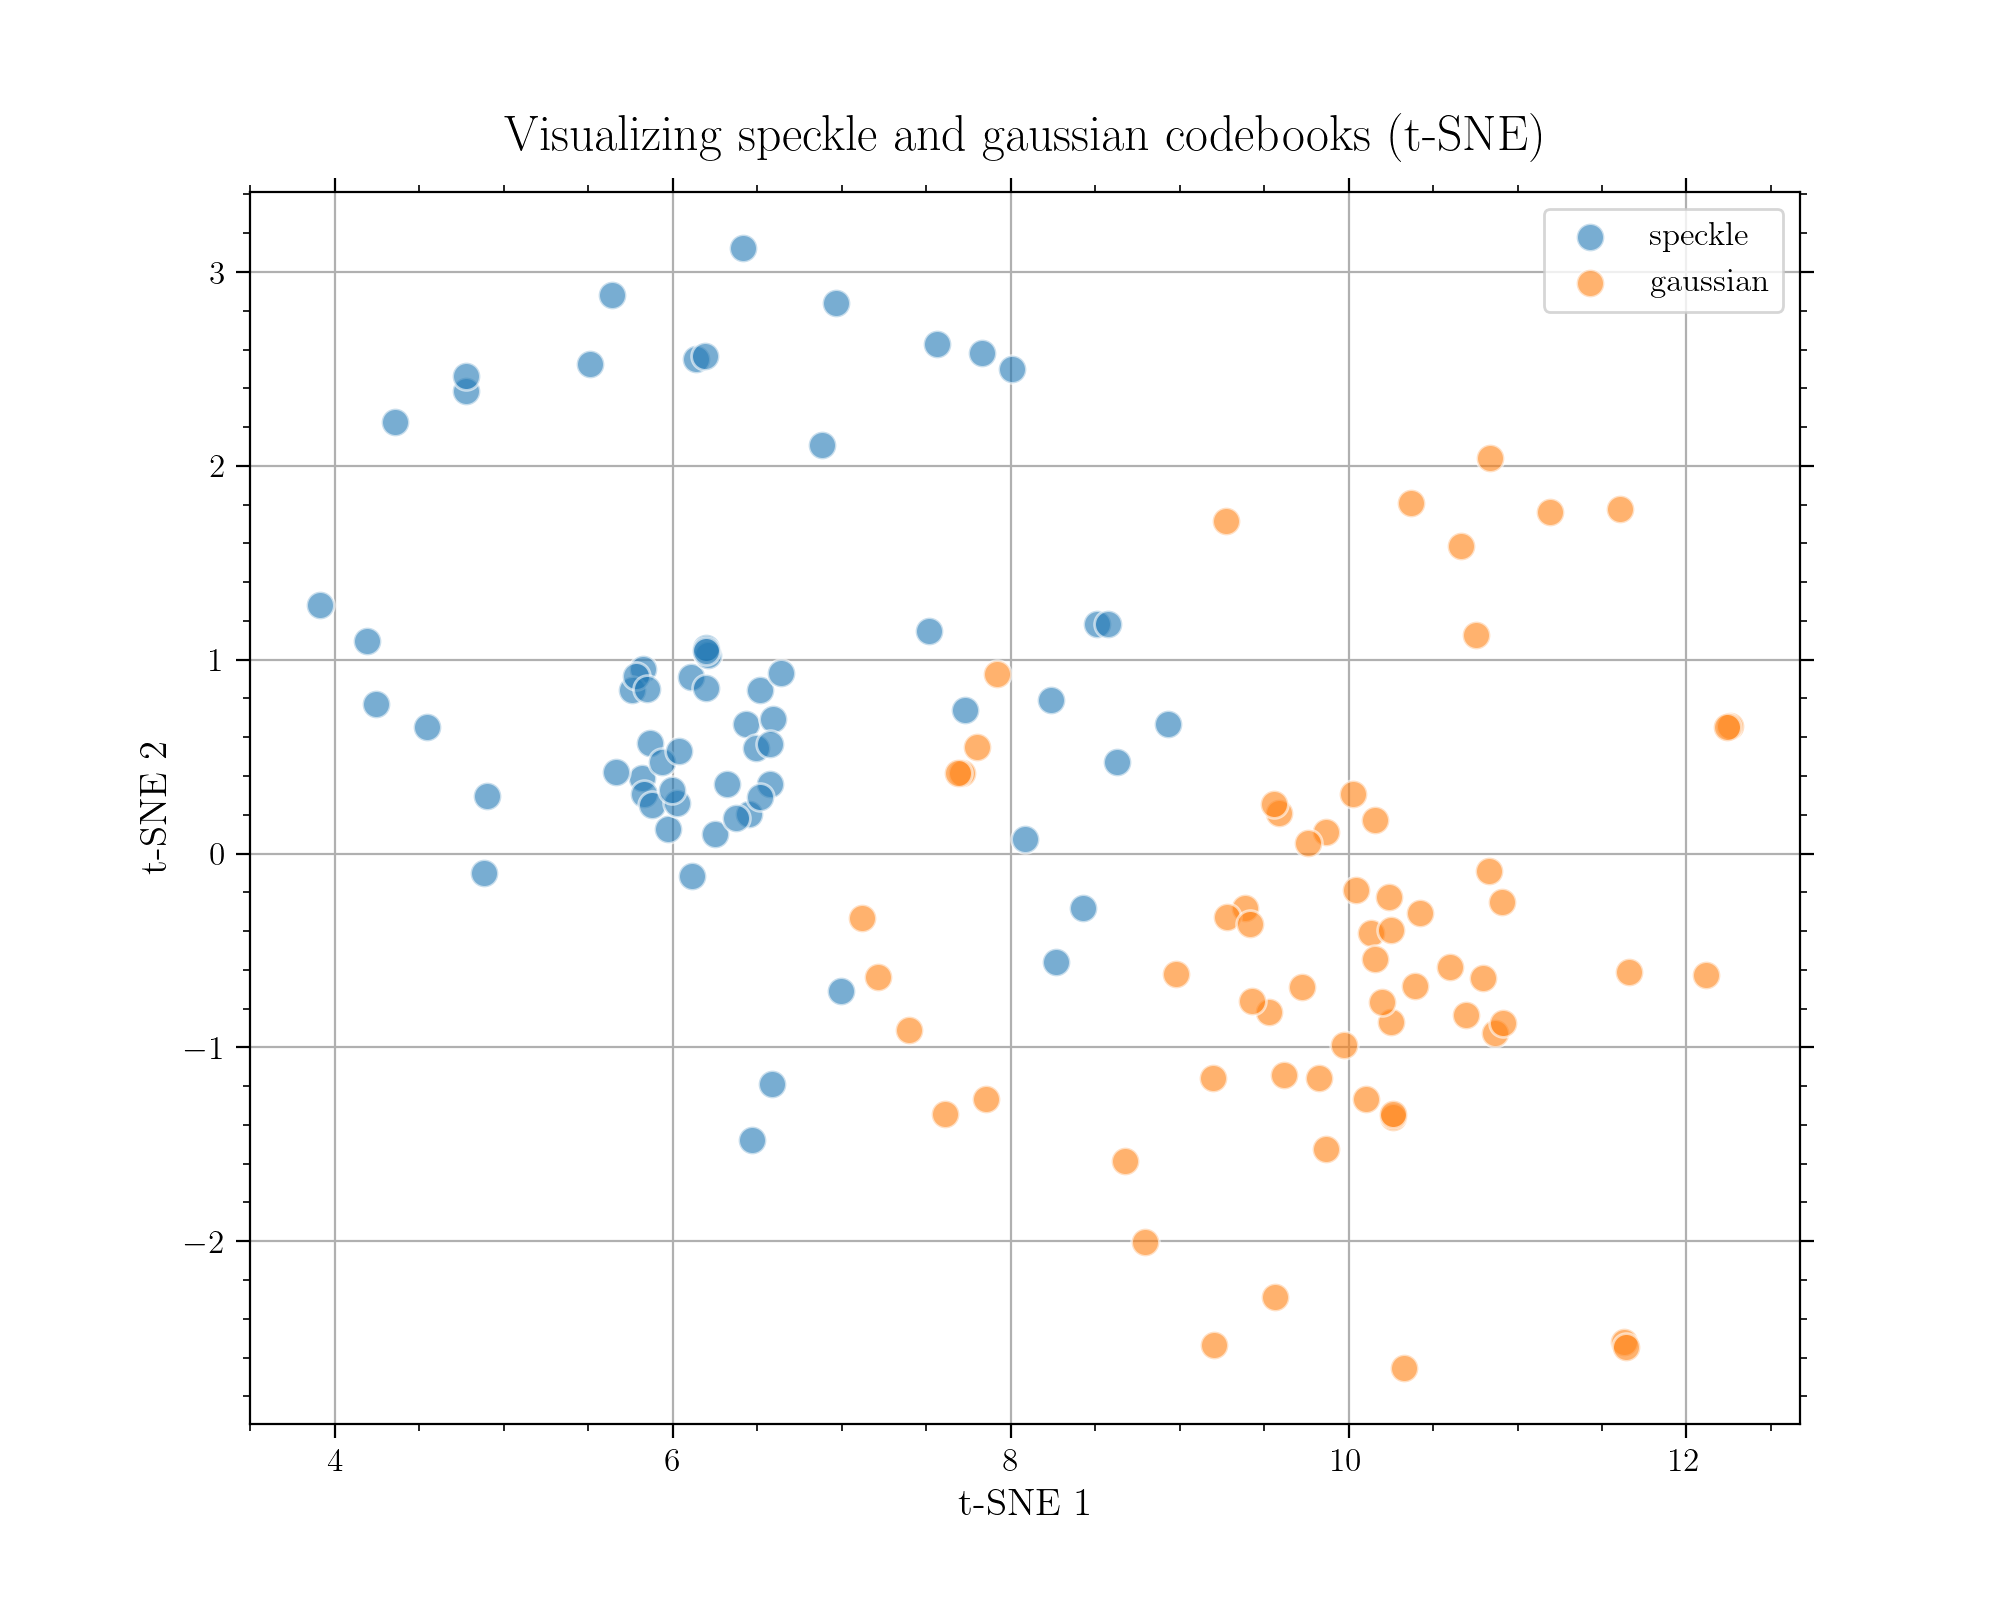 Visualizing speckle and gaussian codebooks (t-SNE)
speckle
gaussian
3
2
1
0
−1
−2
t-SNE 2
4
6
8
10
12
t-SNE 1